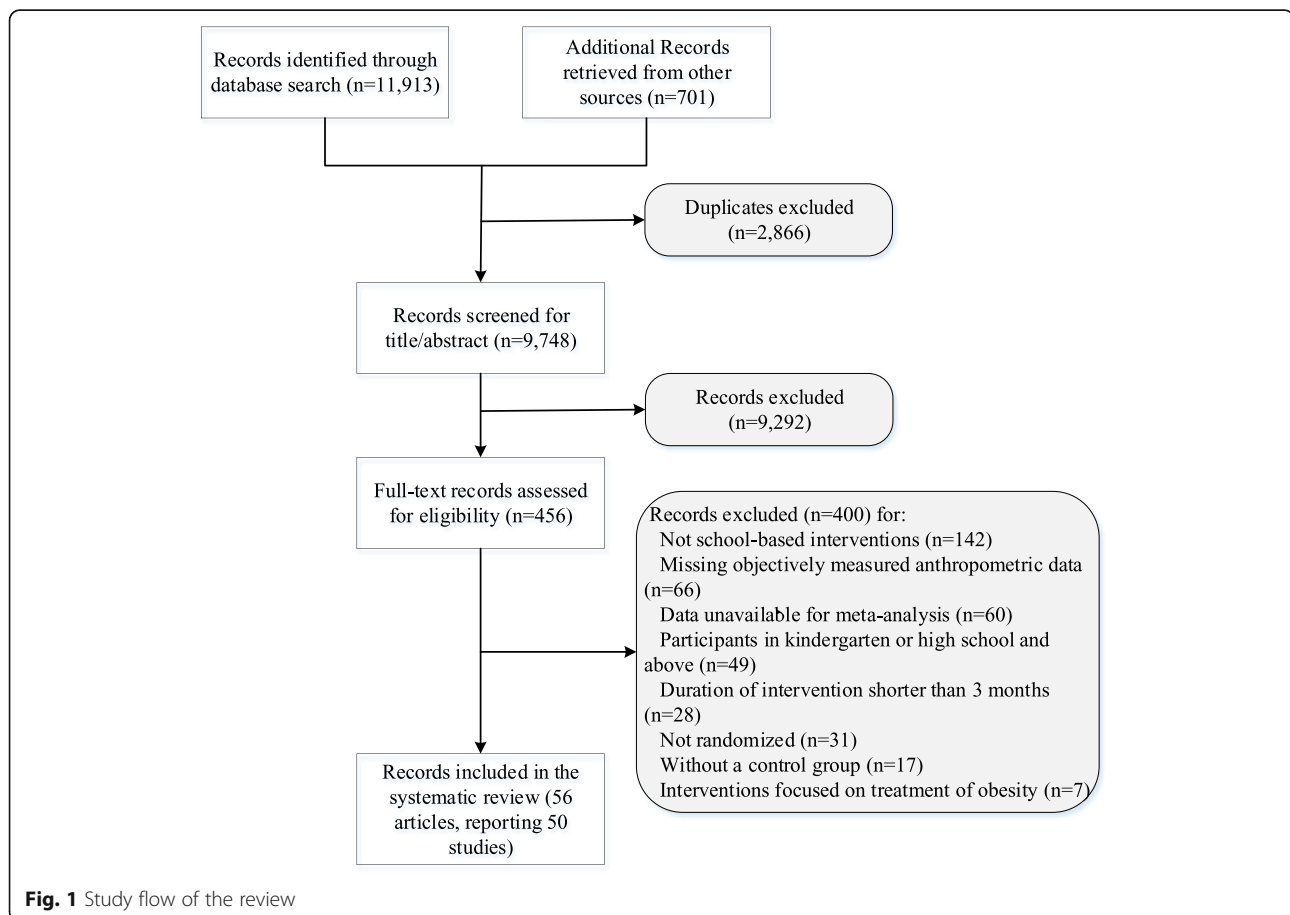 Records identified through
database search (n=11,913)
Additional Records
retrieved from other
sources (n=701)
Duplicates excluded
(n=2,866)
Records screened for
title/abstract (n=9,748)
Records excluded
(n=9,292)
Full-text records assessed
for eligibility (n=456)
Records excluded (n=400) for:
Not school-based interventions (n=142)
Missing objectively measured anthropometric data
(n=66)
Data unavailable for meta-analysis (n=60)
Participants in kindergarten or high school and
above (n=49)
Duration of intervention shorter than 3 months
(n=28)
Not randomized (n=31)
Without a control group (n=17)
Interventions focused on treatment of obesity (n=7)
Records included in the
systematic review (56
articles, reporting 50
studies)
Fig. 1 Study flow of the review